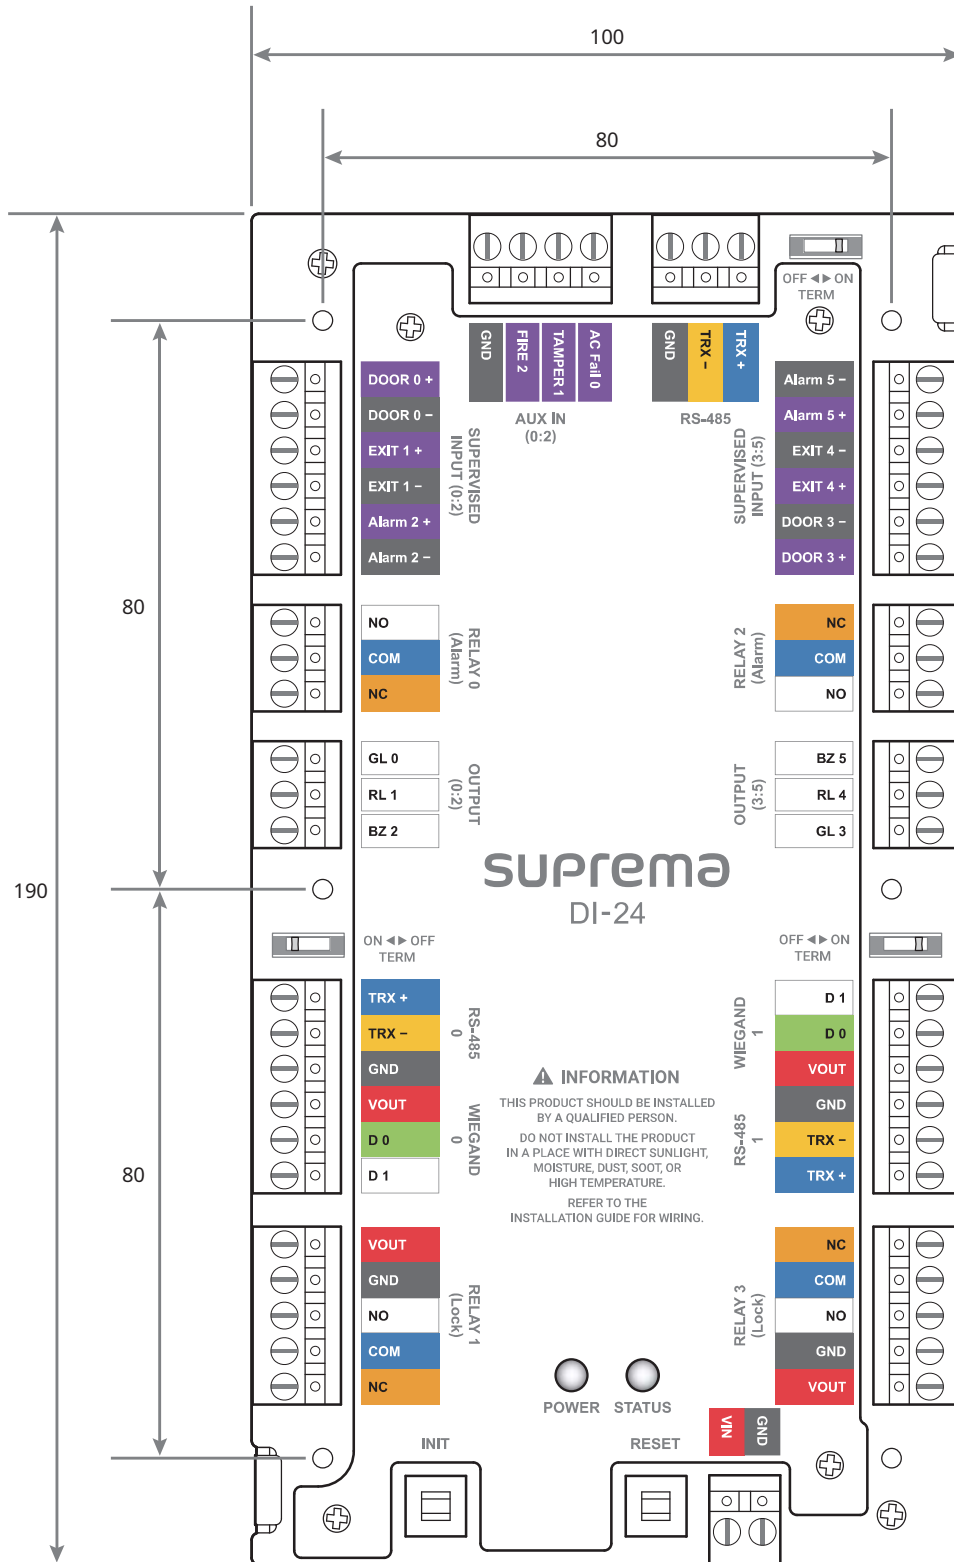 100
80
OFF ◄► ON
TERM
GND
FIRE 2
TAMPER 1
AC Fail 0
AUX IN
(0:2)
GND
TRX −
TRX +
RS-485
DOOR 0 +
DOOR 0 −
EXIT 1 +
EXIT 1 −
Alarm 2 +
Alarm 2 −
SUPERVISED
INPUT (0:2)
Alarm 5 −
Alarm 5 +
EXIT 4 −
EXIT 4 +
DOOR 3 −
DOOR 3 +
SUPERVISED
INPUT (3:5)
80
NO
COM
NC
RELAY 0
(Alarm)
NC
COM
NO
RELAY 2
(Alarm)
GL 0
RL 1
BZ 2
OUTPUT
(0:2)
BZ 5
RL 4
GL 3
OUTPUT
(3:5)
suprema
DI-24
190
ON ◄► OFF
TERM
OFF ◄► ON
TERM
TRX +
TRX −
GND
VOUT
D 0
D 1
RS-485
0
WIEGAND
0
D 1
D 0
VOUT
GND
TRX −
TRX +
WIEGAND
1
RS-485
1
80
INFORMATION
THIS PRODUCT SHOULD BE INSTALLED
BY A QUALIFIED PERSON.
DO NOT INSTALL THE PRODUCT
IN A PLACE WITH DIRECT SUNLIGHT,
MOISTURE, DUST, SOOT, OR
HIGH TEMPERATURE.
REFER TO THE
INSTALLATION GUIDE FOR WIRING.
VOUT
GND
NO
COM
NC
RELAY 1
(Lock)
NC
COM
NO
GND
VOUT
RELAY 3
(Lock)
POWER STATUS
VIN
GND
INIT
RESET